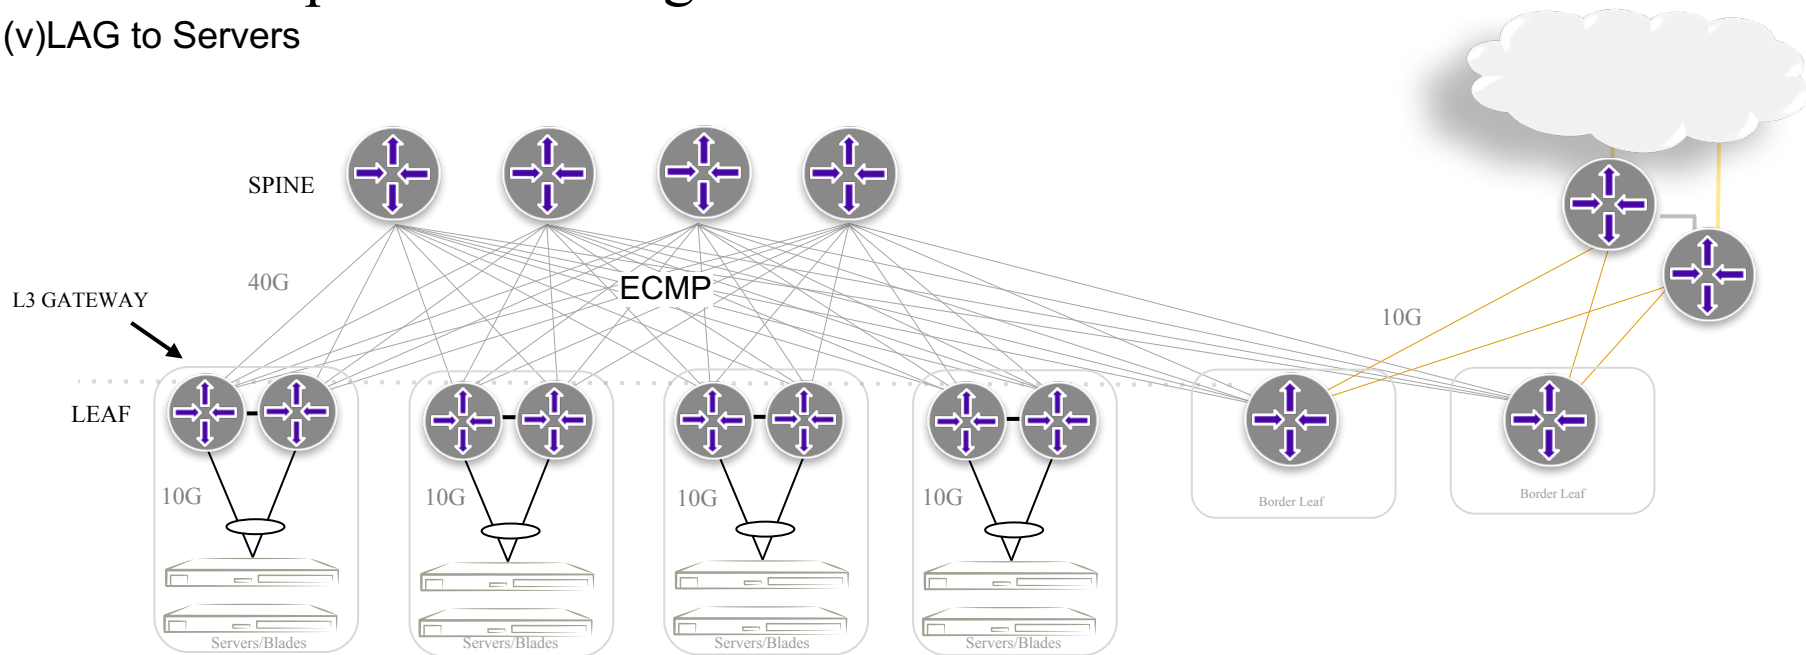 (v)LAG to Servers
SPINE
40G
ECMP
L3 GATEWAY
10G
LEAF
10G
10G
10G
10G
Border Leaf
Border Leaf
Servers/Blades
Servers/Blades
Servers/Blades
Servers/Blades